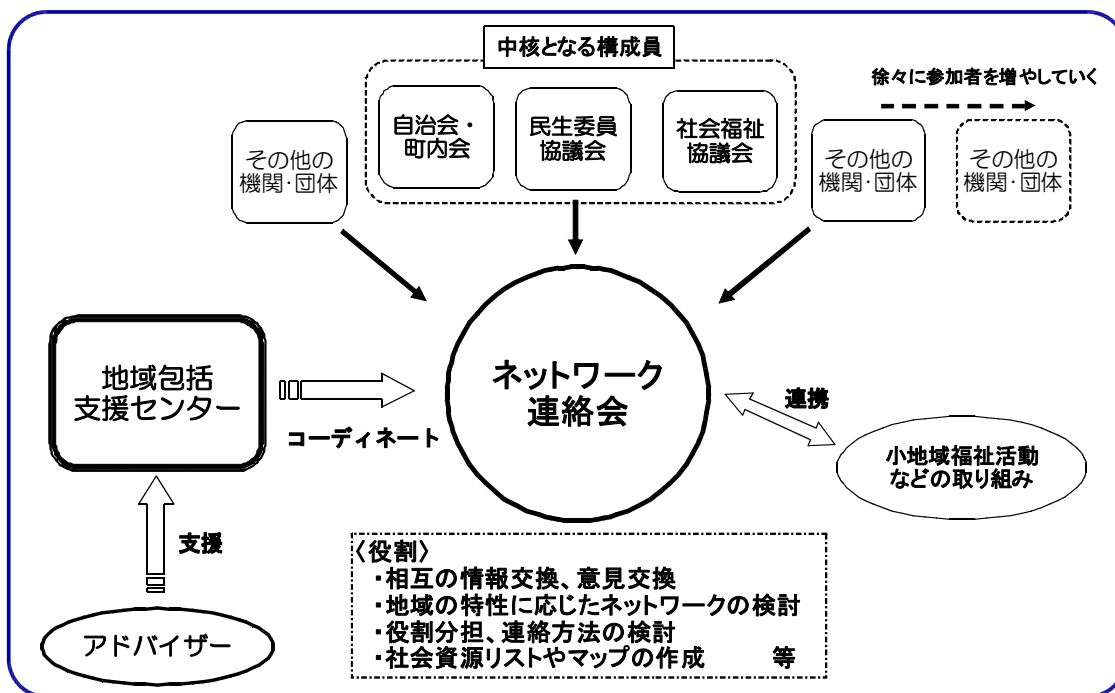 中核となる構成員
徐々に参加者を増やしていく
自治会・
町内会
民生委員
協議会
社会福祉
協議会
その他の
機関・団体
その他の
機関・団体
その他の
機関・団体
地域包括
支援センター
コーディネート
ネットワーク
連絡会
連携
小地域福祉活動
などの取り組み
支援
アドバイザー
〈役割〉
・相互の情報交換、意見交換
・地域の特性に応じたネットワークの検討
・役割分担、連絡方法の検討
・社会資源リストやマップの作成　　等